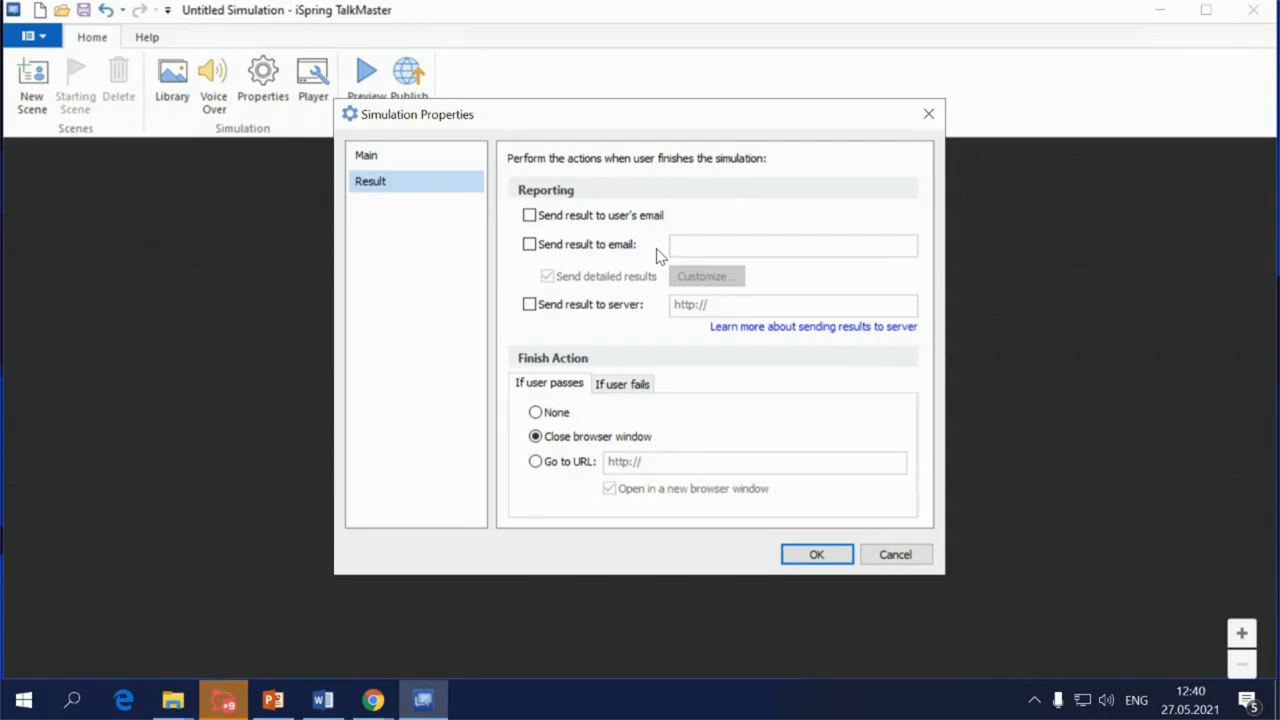 Untitled Simulation - iSpring TalkMaster
Home Help
New Scene
Starting Scene
Delete
Library
Voice Over
Properties
Player
Preview
Publish
Scenes
Simulation
Simulation Properties
Main
Result
Perform the actions when user finishes the simulation:
Reporting
Send result to user's email
Send result to email:
Send detailed results Customize...
Send result to server: http://
Learn more about sending results to server
Finish Action
If user passes If user fails
None
Close browser window
Go to URL: http://
Open in a new browser window
OK Cancel
+9
ENG
12:40
27.05.2021
5